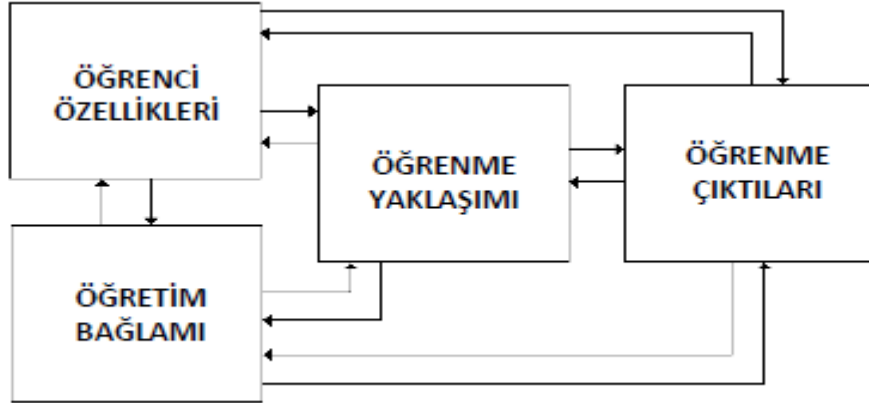 ÖĞRENCİ
ÖZELLİKLERİ
ÖĞRENME
YAKLAŞIMI
ÖĞRENME
ÇIKTILARI
ÖĞRETİM
BAĞLAMI